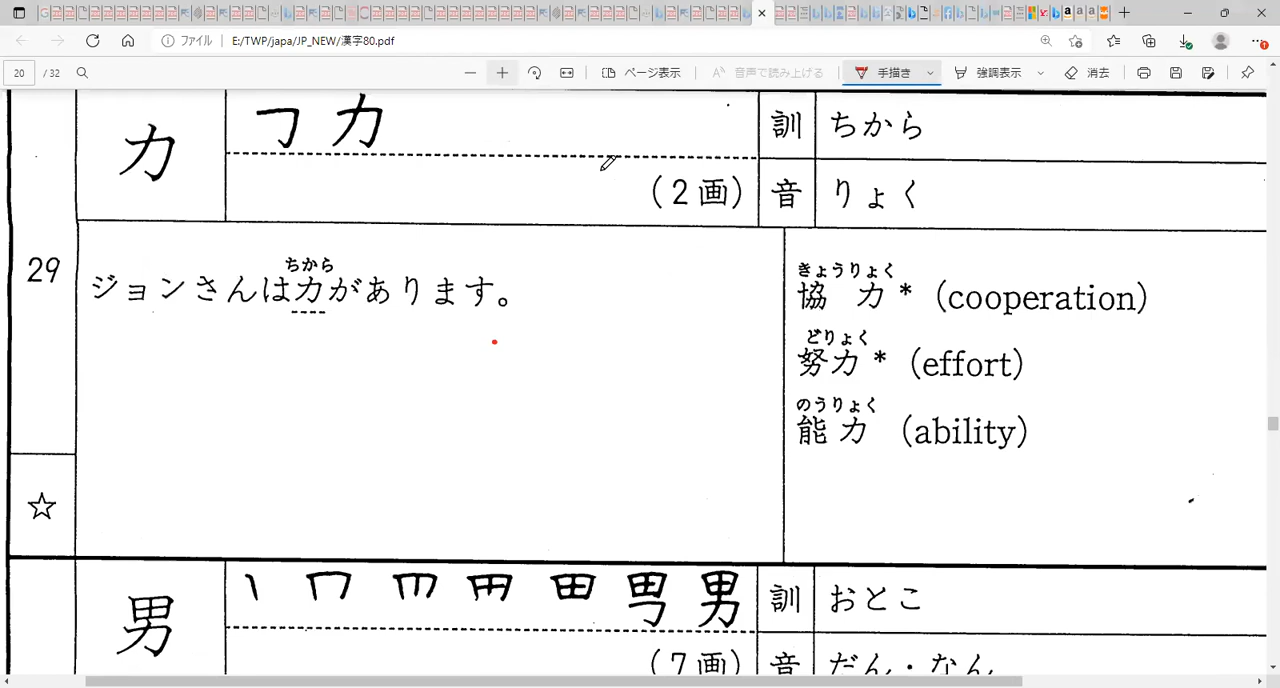 ファイル E:/TWP/japa/JP_NEW/漢字80.pdf
20 /32 ページ表示 音声で読み上げる 手描き 強調表示 消去
力
訓 ちから
(2画) 音 りょく
29
ちから
ジョンさんは力があります。
きょうりょく
協力* (cooperation)
どりょく
努力* (effort)
のうりょく
能力 (ability)
☆
男
訓 おとこ
(7画) 音 だん・なん